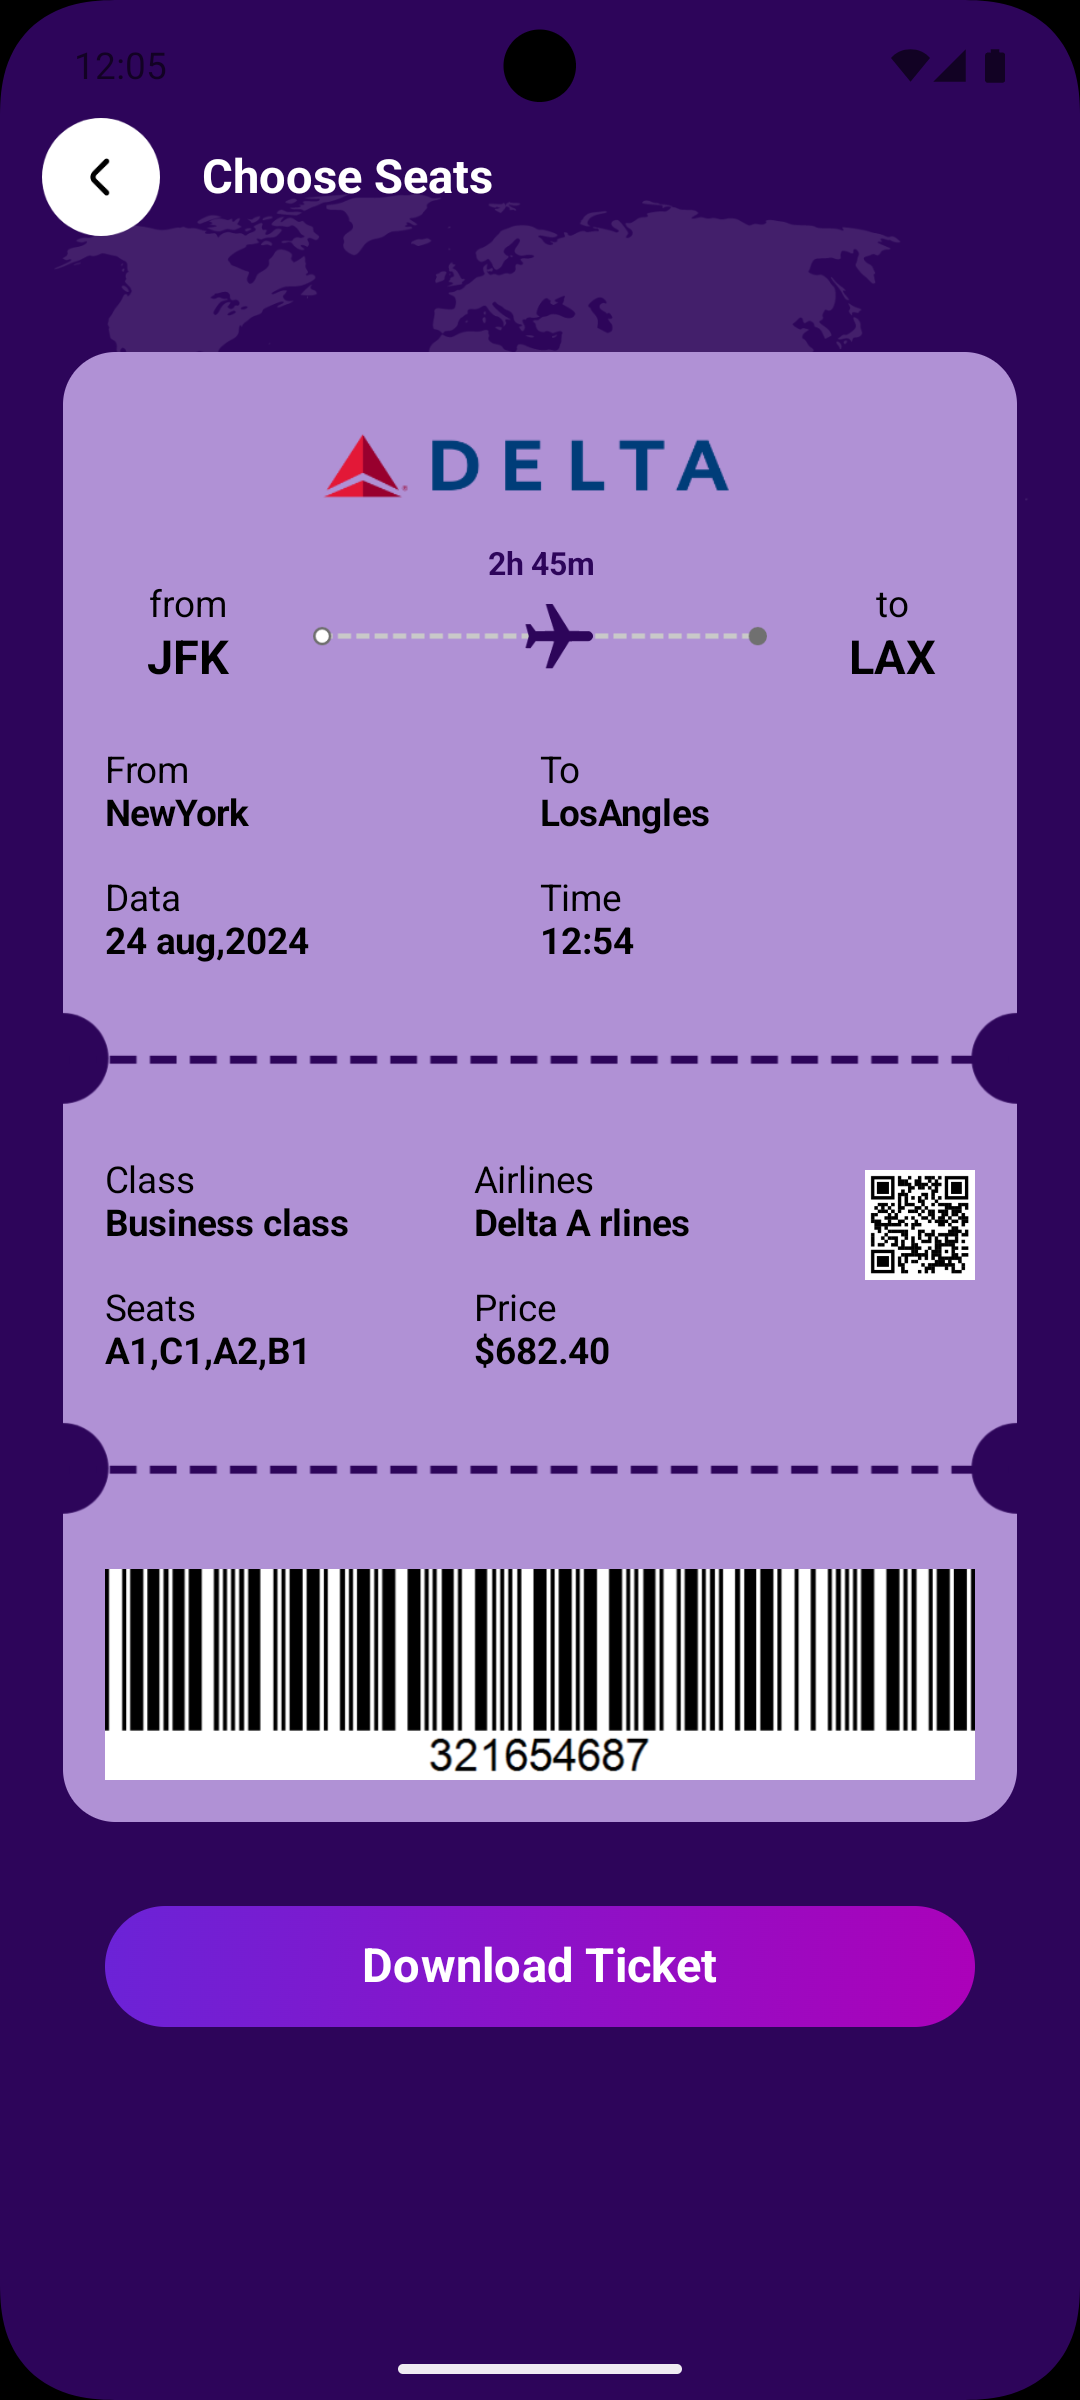 12:05
Choose Seats
DELTA
2h 45m
from
to
JFK
LAX
From
To
NewYork
LosAngles
Data
Time
24 aug,2024
12:54
Class
Airlines
Business class
Delta A rlines
Seats
Price
A1,C1,A2,B1
$682.40
321654687
Download Ticket